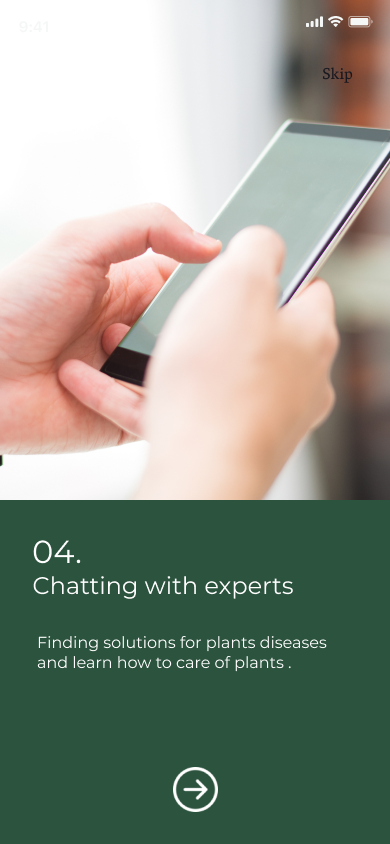 9:41
Skip
04.
Chatting with experts
Finding solutions for plants diseases
and learn how to care of plants .